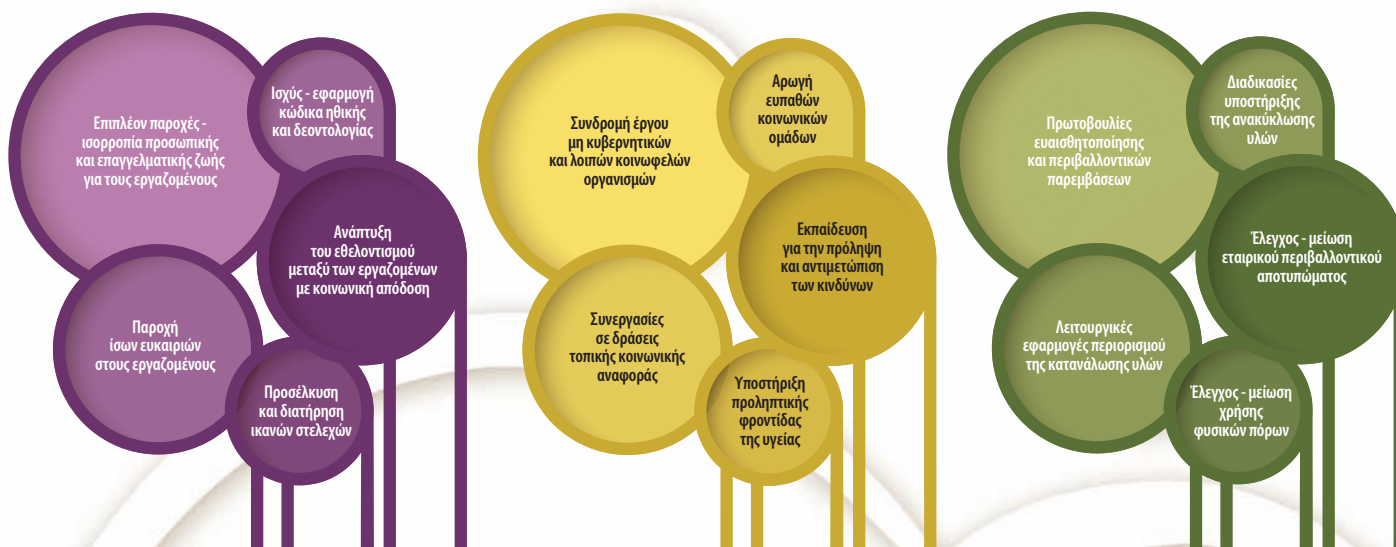 Επιπλέον παροχές -
ισορροπία προσωπικής
και επαγγελματικής ζωής
για τους εργαζομένους
Ισχύς - εφαρμογή
κώδικα ηθικής
και δεοντολογίας
Ανάπτυξη
του εθελοντισμού
μεταξύ των εργαζομένων
με κοινωνική απόδοση
Παροχή
ίσων ευκαιριών
στους εργαζομένους
Προσέλκυση
και διατήρηση
ικανών στελεχών
Συνδρομή έργου
μη κυβερνητικών
και λοιπών κοινωφελών
οργανισμών
Αρωγή
ευπαθών
κοινωνικών
ομάδων
Εκπαίδευση
για την πρόληψη
και αντιμετώπιση
των κινδύνων
Συνεργασίες
σε δράσεις
τοπικής κοινωνικής
αναφοράς
Υποστήριξη
προληπτικής
φροντίδας
της υγείας
Πρωτοβουλίες
ευαισθητοποίησης
και περιβαλλοντικών
παρεμβάσεων
Διαδικασίες
υποστήριξης
της ανακύκλωσης
υλών
Έλεγχος - μείωση
εταιρικού περιβαλλοντικού
αποτυπώματος
Λειτουργικές
εφαρμογές περιορισμού
της κατανάλωσης υλών
Έλεγχος - μείωση
χρήσης
φυσικών πόρων